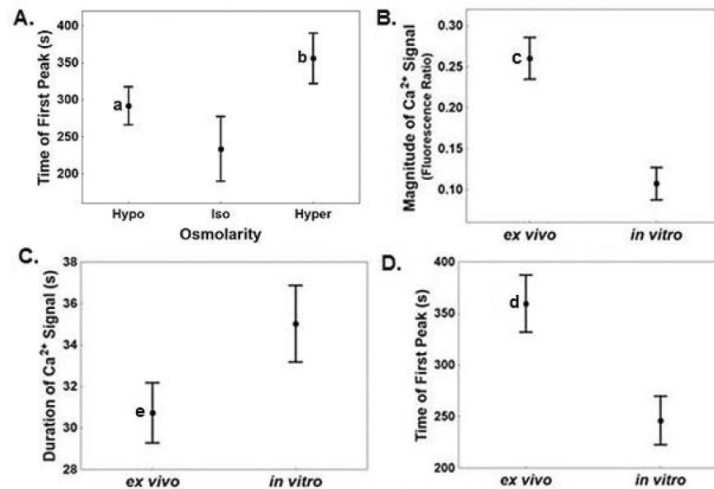 A.
Time of First Peak (s)
400
350
300
250
200
a
b
Hypo
Iso
Hyper
Osmolarity
B.
Magnitude of Ca²⁺ Signal
(Fluorescence Ratio)
0.30
0.25
0.20
0.15
0.10
c
ex vivo
in vitro
C.
Duration of Ca²⁺ Signal (s)
38
36
34
32
30
28
e
ex vivo
in vitro
D.
Time of First Peak (s)
400
350
300
250
200
d
ex vivo
in vitro